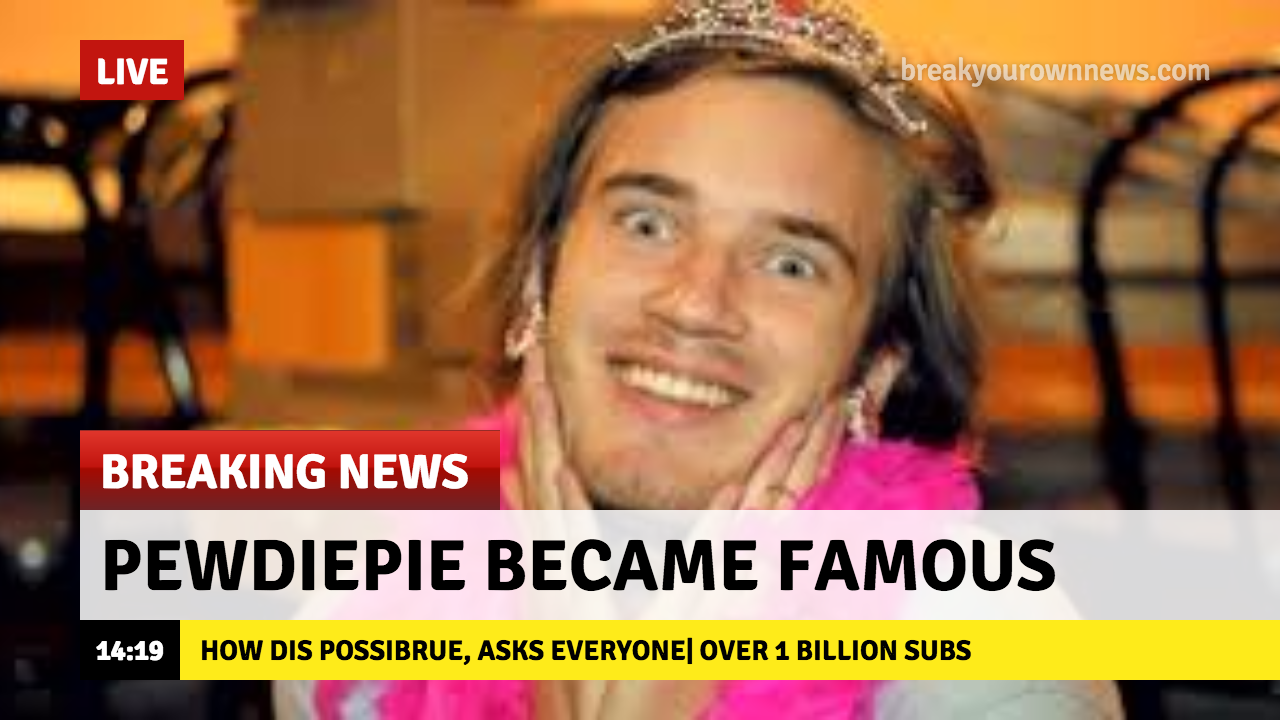 LIVE
breakyourownnews.com
BREAKING NEWS
PEWDIEPIE BECAME FAMOUS
14:19 HOW DIS POSSIBRUE, ASKS EVERYONE| OVER 1 BILLION SUBS